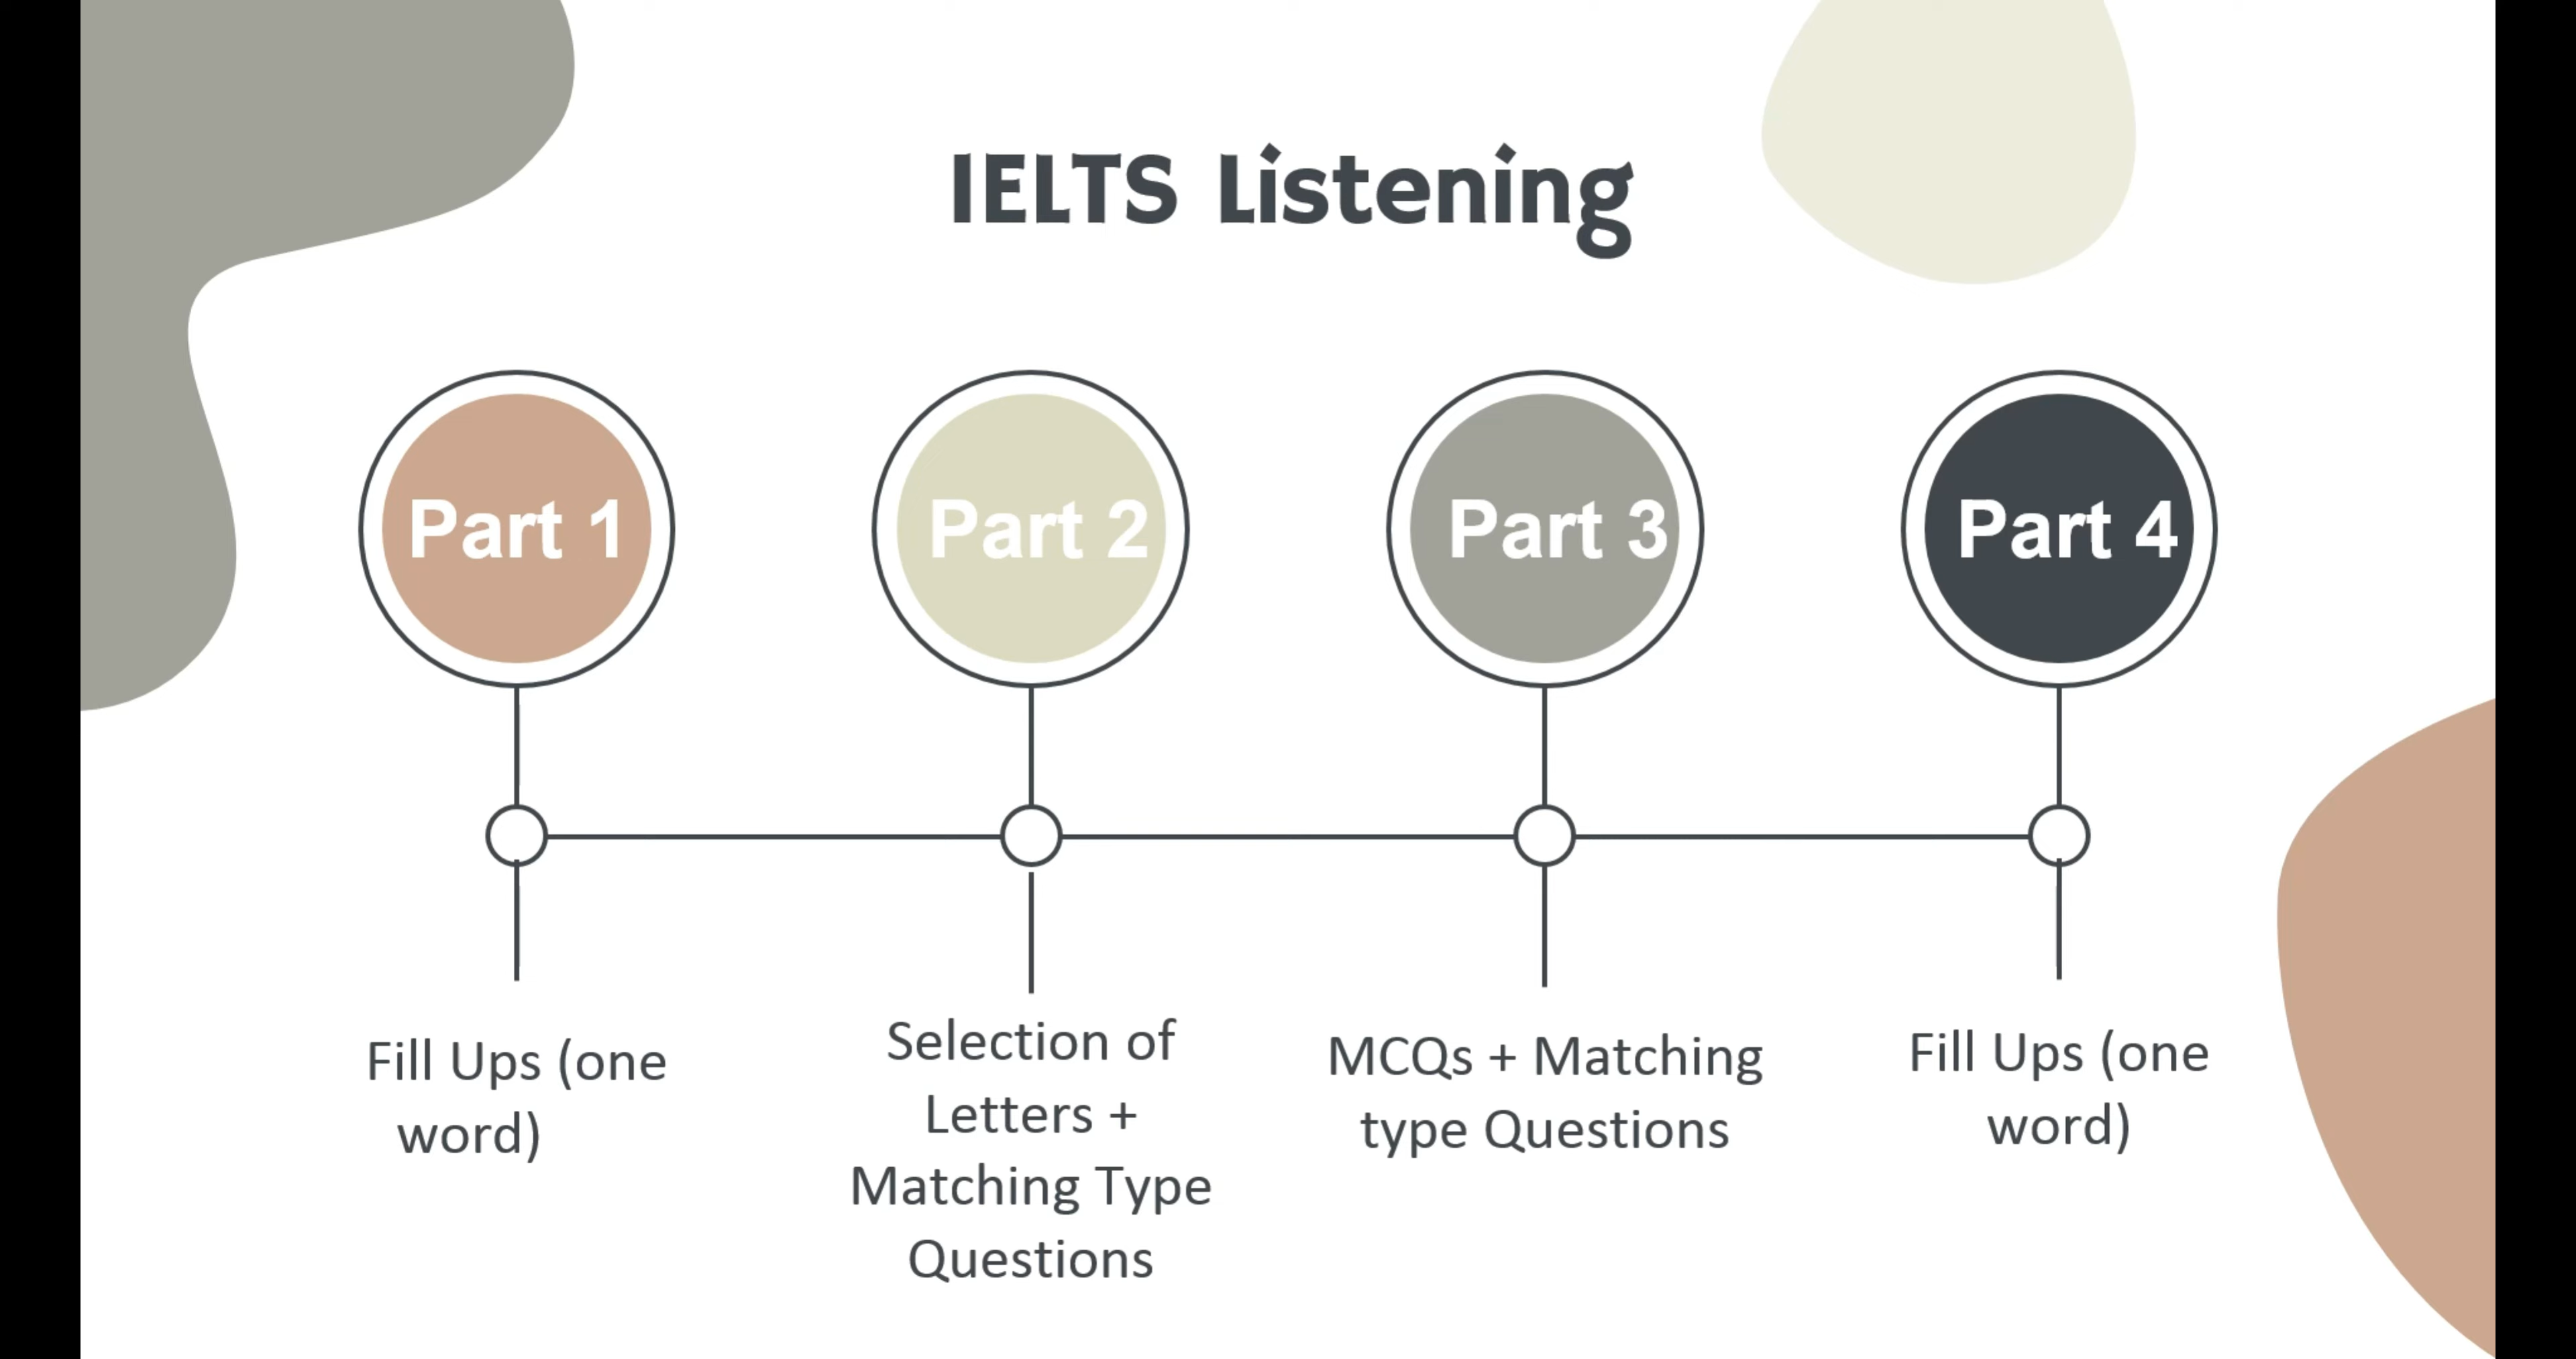 IELTS Listening
Part 1
Part 2
Part 3
Part 4
Fill Ups (one
word)
Selection of
Letters +
Matching Type
Questions
MCQs + Matching
type Questions
Fill Ups (one
word)